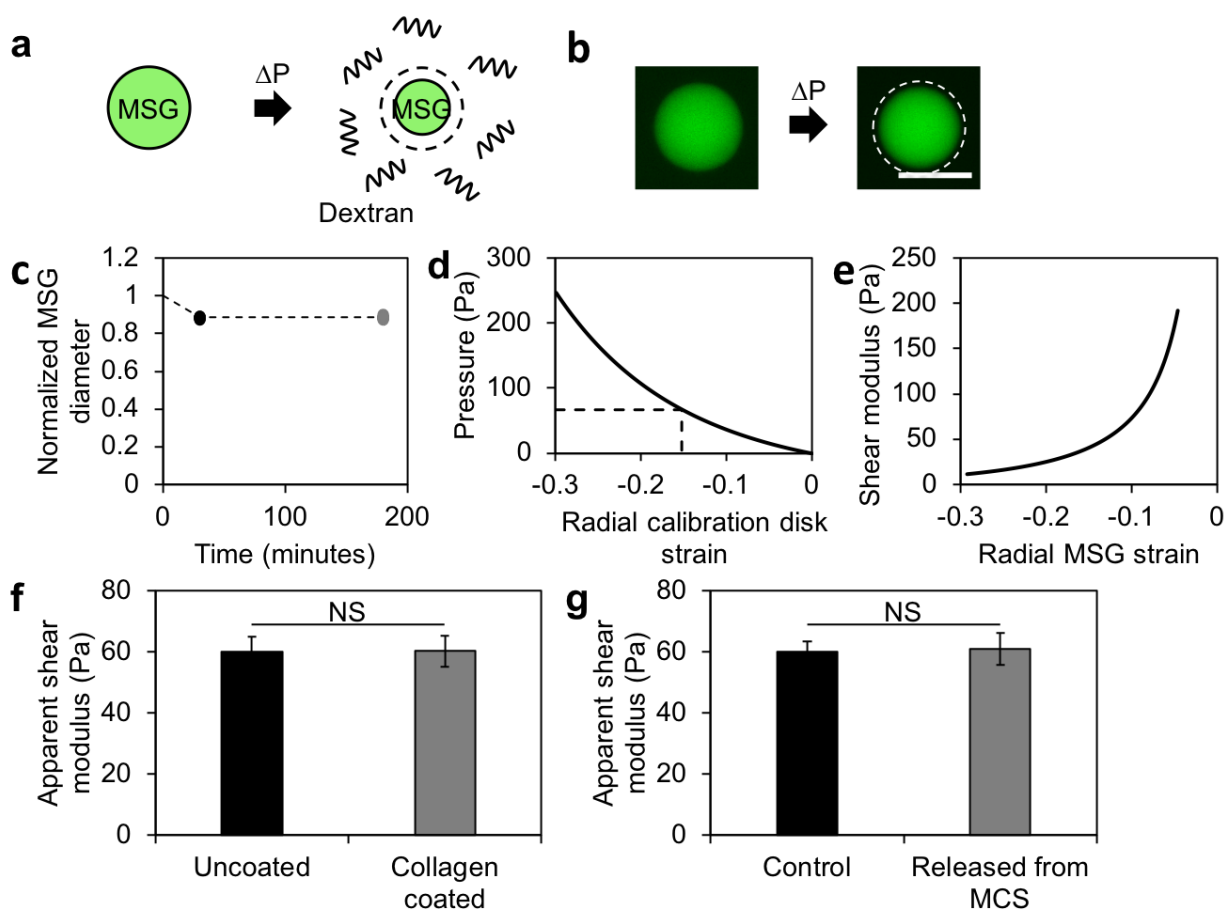 a
MSG
ΔP
MSG
Dextran
b
ΔP
c
Normalized MSG
diameter
1.2
1
0.8
0.6
0.4
0.2
0
0
100
200
Time (minutes)
d
Pressure (Pa)
300
200
100
0
-0.3
-0.2
-0.1
0
Radial calibration disk
strain
e
Shear modulus (Pa)
250
200
150
100
50
0
-0.3
-0.2
-0.1
0
Radial MSG strain
f
Apparent shear
modulus (Pa)
80
60
40
20
0
NS
Uncoated
Collagen
coated
g
Apparent shear
modulus (Pa)
80
60
40
20
0
NS
Control
Released from
MCS